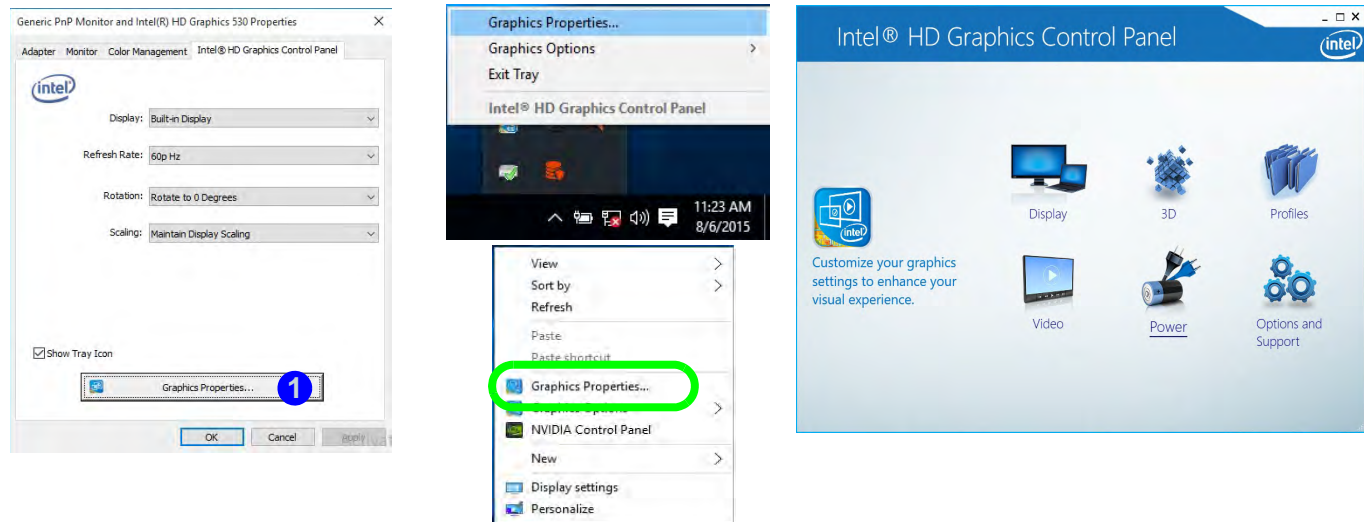 Generic PnP Monitor and Intel(R) HD Graphics 530 Properties
Adapter Monitor Color Management Intel® HD Graphics Control Panel
intel
Display: Built-in Display
Refresh Rate: 60p Hz
Rotation: Rotate to 0 Degrees
Scaling: Maintain Display Scaling
Show Tray Icon
Graphics Properties... 1
OK Cancel Apply
Graphics Properties...
Graphics Options
Exit Tray
Intel® HD Graphics Control Panel
11:23 AM
8/6/2015
View
Sort by
Refresh
Paste
Paste shortcut
Graphics Properties...
Graphics Options
NVIDIA Control Panel
New
Display settings
Personalize
Intel® HD Graphics Control Panel
intel
intel
Customize your graphics
settings to enhance your
visual experience.
Display 3D Profiles
Video Power Options and
Support